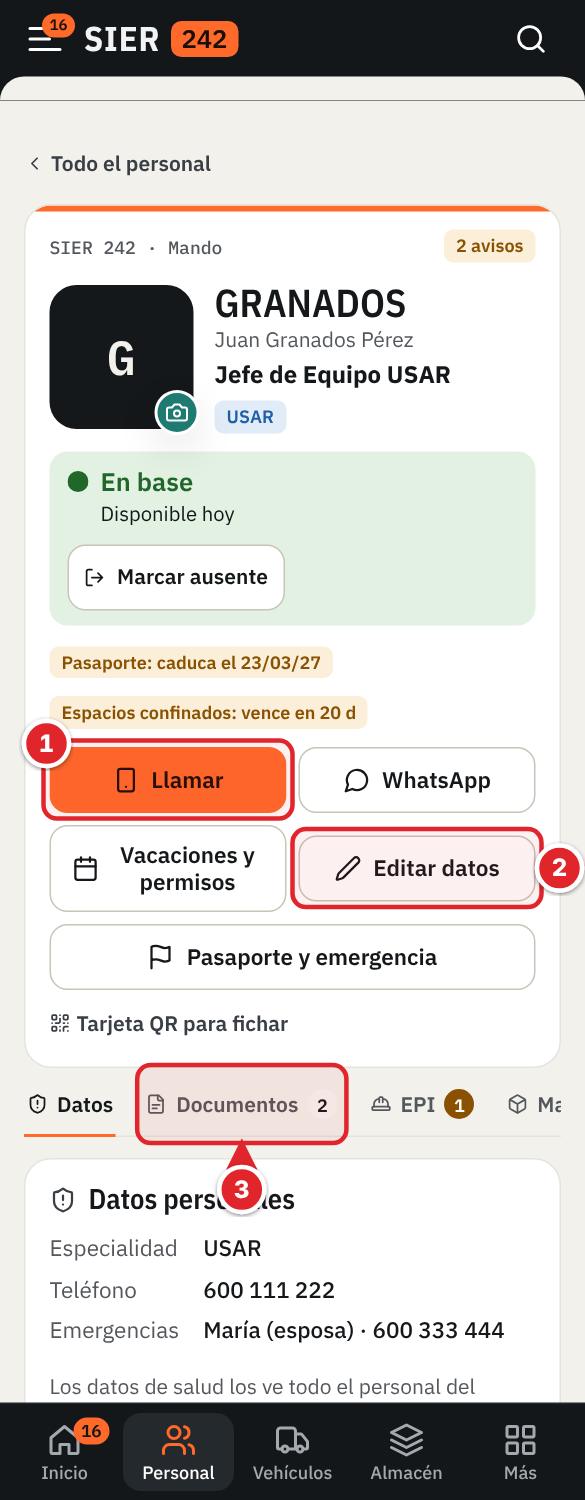 16
SIER 242
Todo el personal
SIER 242 · Mando
2 avisos
G
GRANADOS
Juan Granados Pérez
Jefe de Equipo USAR
USAR
En base
Disponible hoy
Marcar ausente
Pasaporte: caduca el 23/03/27
Espacios confinados: vence en 20 d
1
Llamar
WhatsApp
Vacaciones y
permisos
Editar datos
2
Pasaporte y emergencia
Tarjeta QR para fichar
Datos
Documentos 2
EPI 1
Ma
3
Datos perso les
Especialidad USAR
Teléfono 600 111 222
Emergencias María (esposa) · 600 333 444
Los datos de salud los ve todo el personal del
16
Inicio
Personal
Vehículos
Almacén
Más